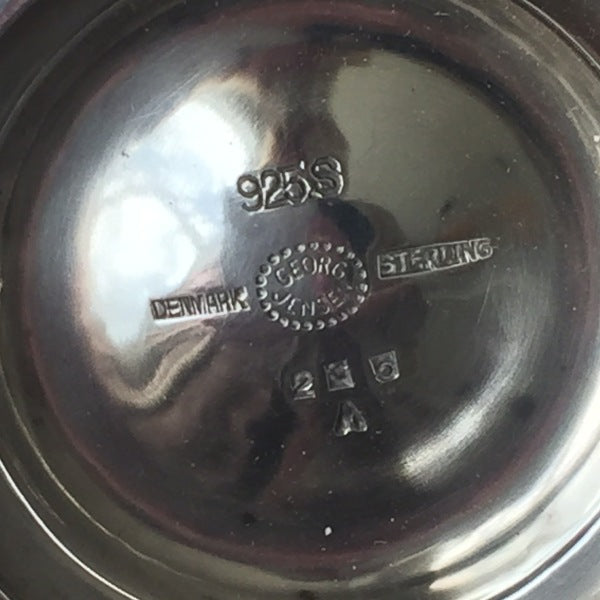 925S
DENMARK GEORG JENSEN STERLING
A